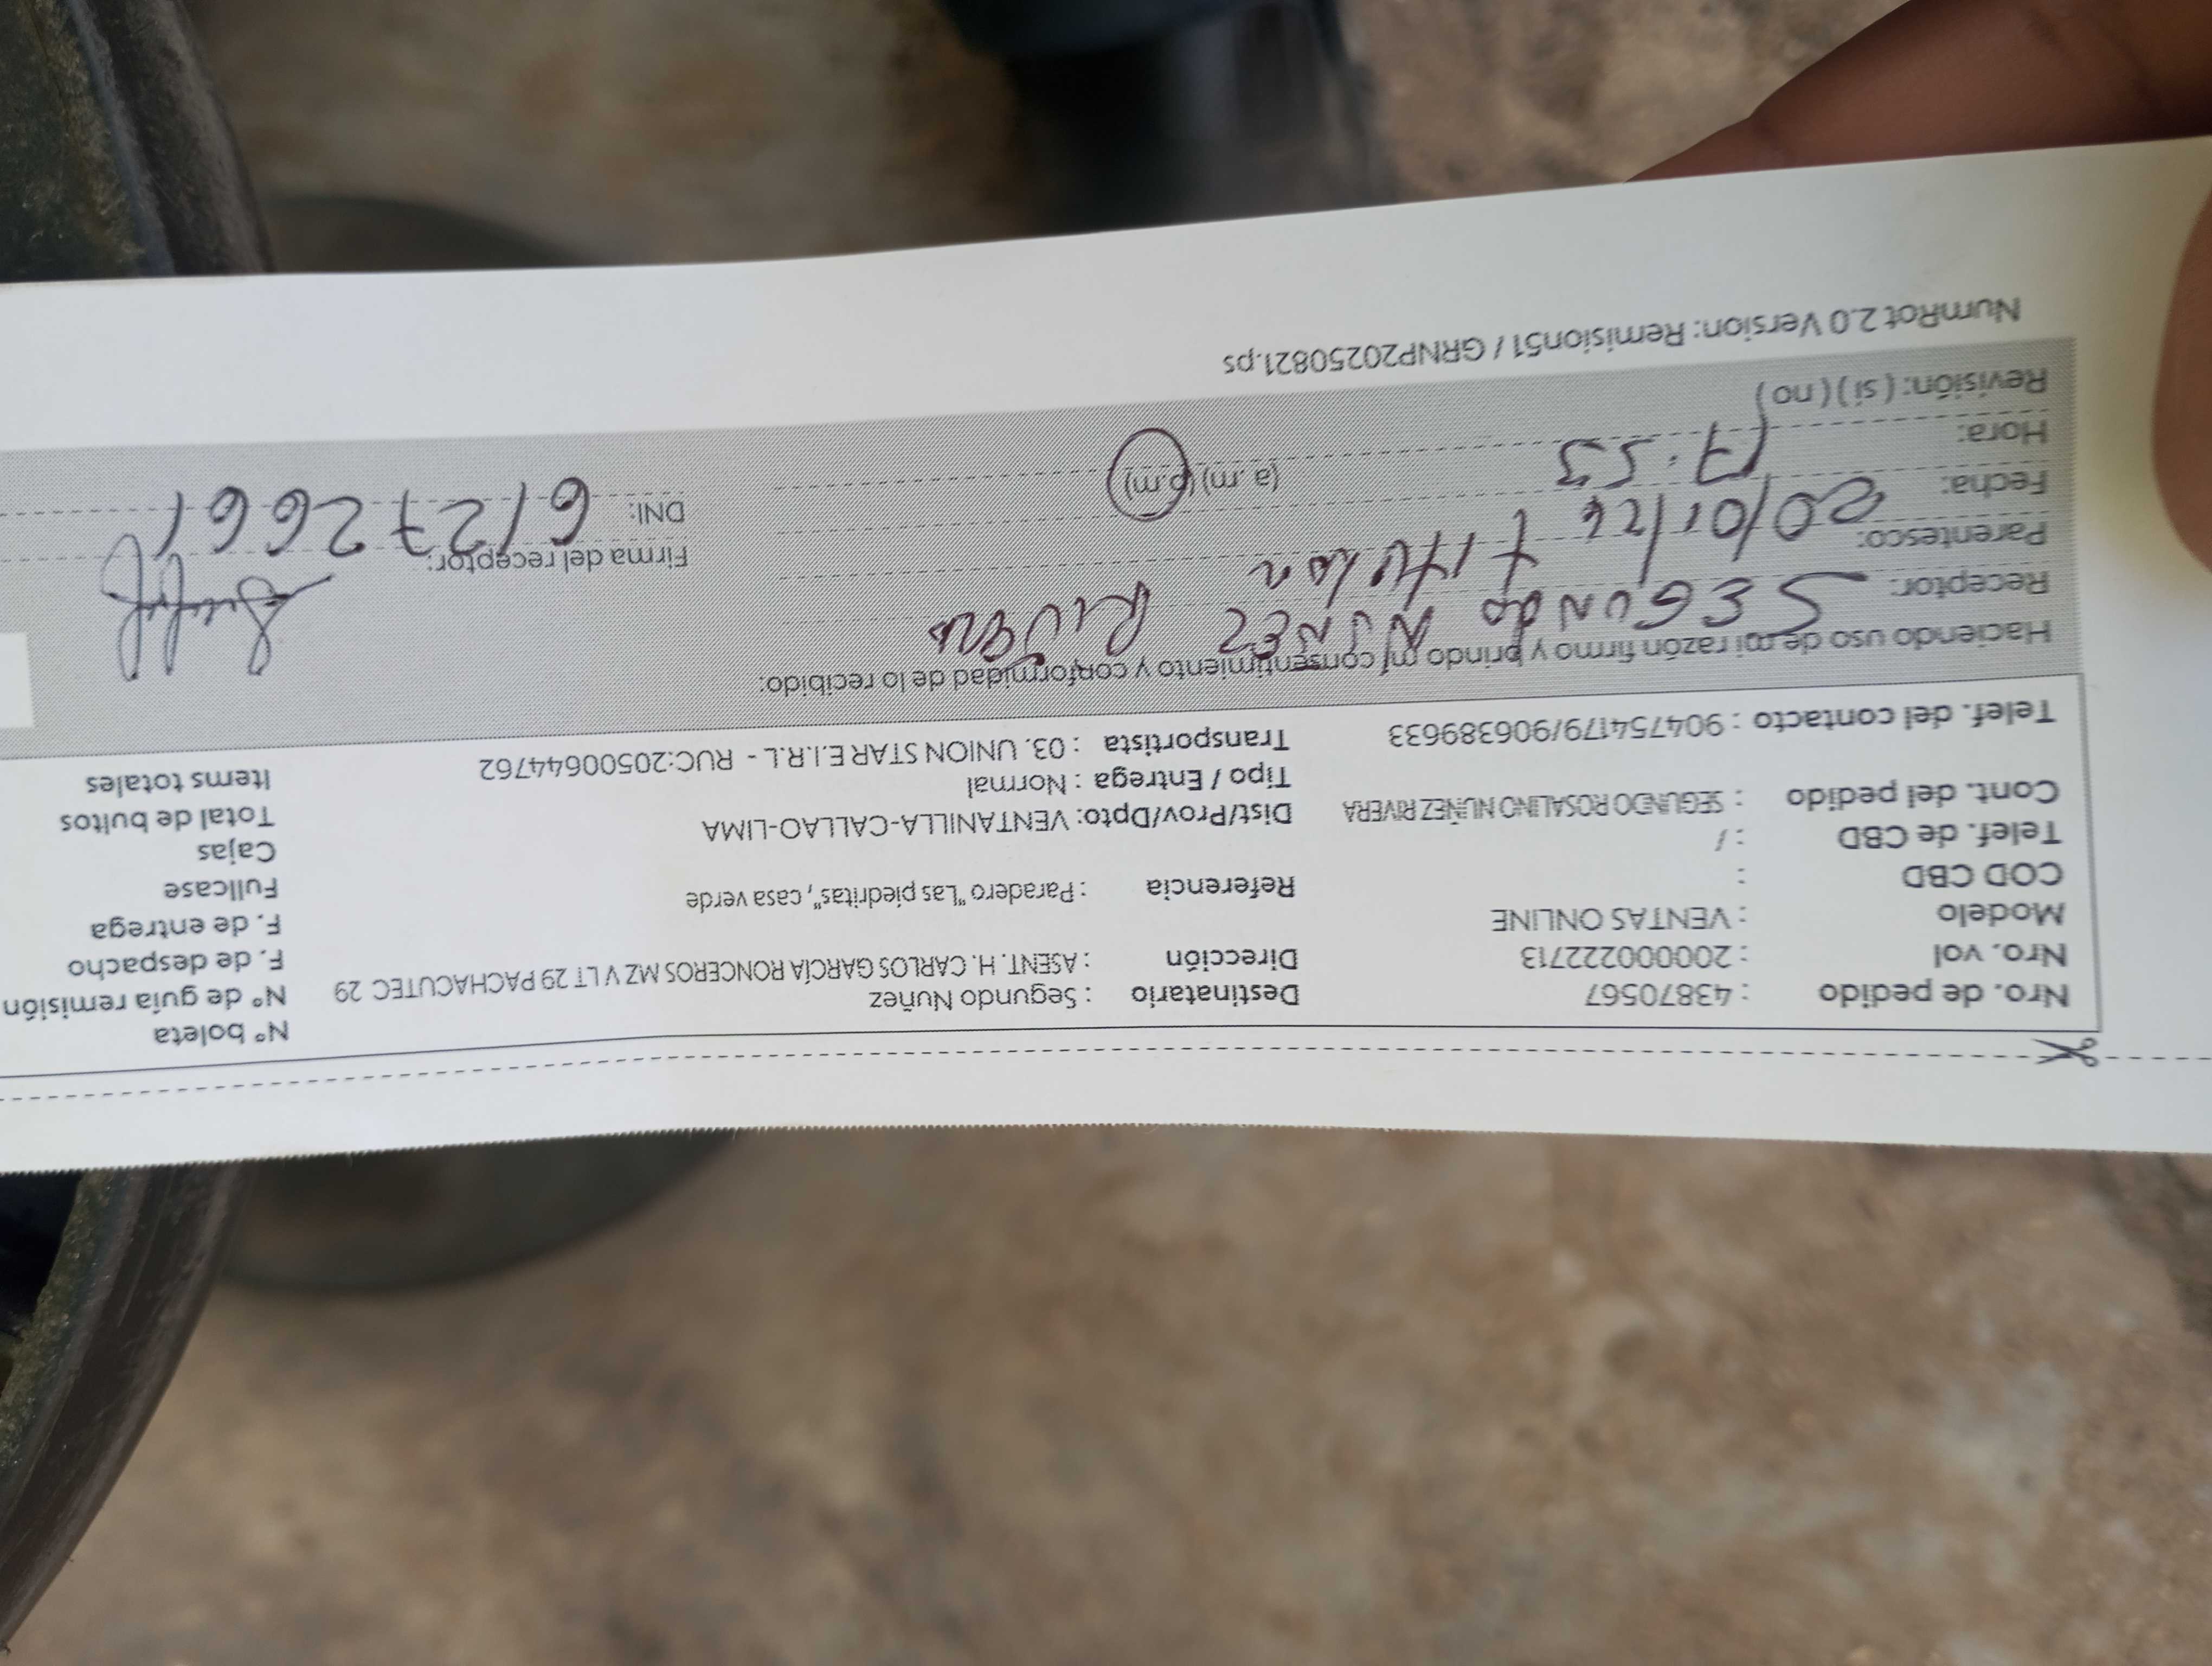 Nro. de pedido : 43870567 Destinatario : Segundo Nuñez N° boleta
Nro. vol : 2000002222713 Dirección : ASENT. H. CARLOS GARCÍA RONCEROS MZ V LT 29 PACHACUTEC 29 N° de guía remisión
Modelo : VENTAS ONLINE F. de despacho
COD CBD : Referencia : Paradero "Las piedritas", casa verde F. de entrega
Telef. de CBD : / Fullcase
Cont. del pedido : SEGUNDO ROSALINO NUÑEZ RIVERA Dist/Prov/Dpto: VENTANILLA-CALLAO-LIMA Cajas
Tipo / Entrega : Normal Total de bultos
Telef. del contacto : 904754179/906389633 Transportista : 03. UNION STAR E.I.R.L - RUC:20500644762 Items totales
Haciendo uso de mi razón firmo y brindo mi consentimiento y conformidad de lo recibido:
Receptor: SEGUNDO NUÑEZ RIVERA
Parentesco: titular Firma del receptor:
Fecha: 20/01/26 DNI: 61272661
Hora: 17:53 (a.m) (p.m)
Revisión: (sí) (no)
NumRot 2.0 Version: Remision51 / GRNP20250821.ps